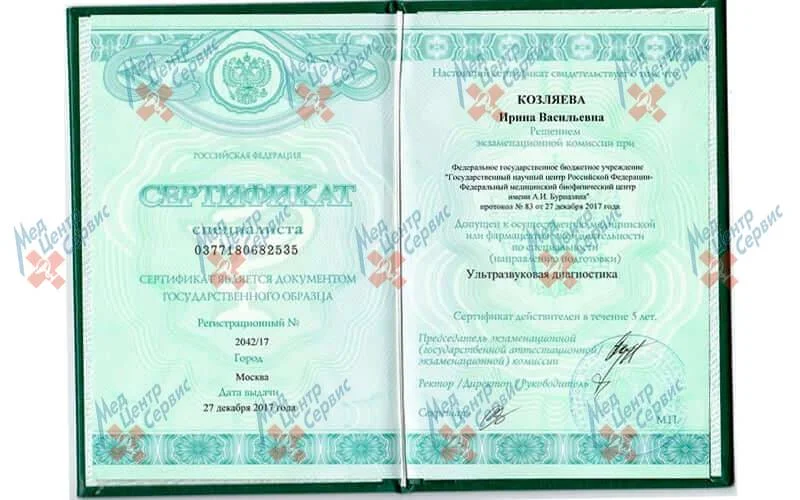 РОССИЙСКАЯ ФЕДЕРАЦИЯ
СЕРТИФИКАТ
специалиста
0377180682535
СЕРТИФИКАТ ЯВЛЯЕТСЯ ДОКУМЕНТОМ
ГОСУДАРСТВЕННОГО ОБРАЗЦА
Регистрационный №
2042/17
Город
Москва
Дата выдачи
27 декабря 2017 года
Настоящий сертификат свидетельствует о том, что
КОЗЛЯЕВА
Ирина Васильевна
Решением
экзаменационной комиссии при
Федеральное государственное бюджетное учреждение
"Государственный научный центр Российской Федерации-
Федеральный медицинский биофизический центр
имени А.И. Бурназяна"
протокол № 83 от 27 декабря 2017 года
Допущен к осуществлению медицинской
или фармацевтической деятельности
по специальности
(направлению подготовки)
Ультразвуковая диагностика
Сертификат действителен в течение 5 лет.
Председатель экзаменационной
(государственной аттестационной/
экзаменационной) комиссии
Ректор /Директор /Руководитель
Секретарь
М.П.
Мед Центр Сервис